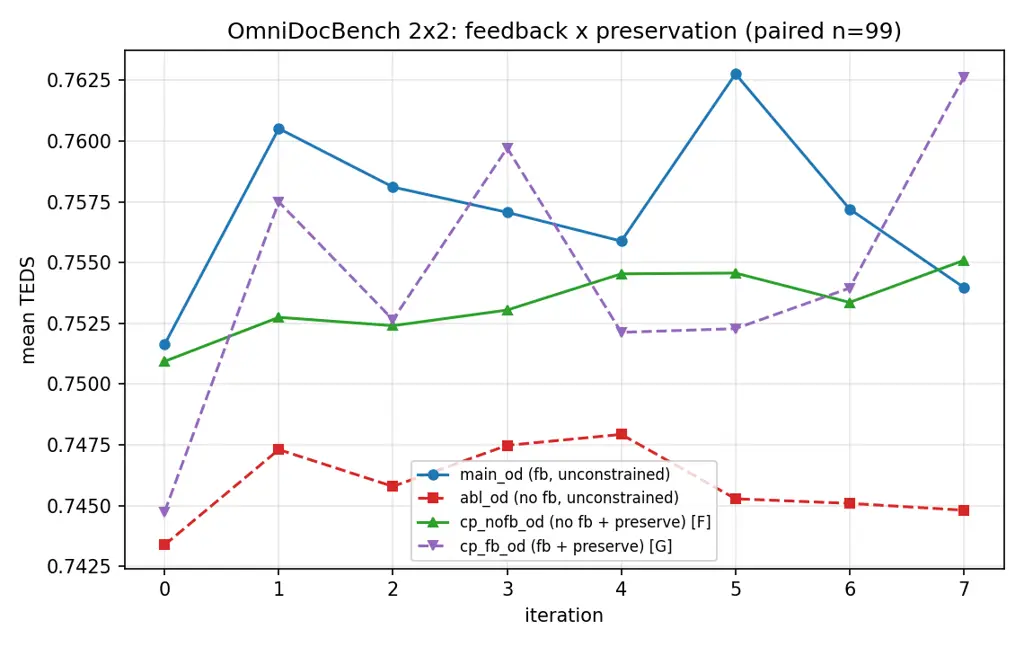 OmniDocBench 2x2: feedback x preservation (paired n=99)
mean TEDS
0.7625
0.7600
0.7575
0.7550
0.7525
0.7500
0.7475
0.7450
0.7425
main_od (fb, unconstrained)
abl_od (no fb, unconstrained)
cp_nofb_od (no fb + preserve) [F]
cp_fb_od (fb + preserve) [G]
0 1 2 3 4 5 6 7
iteration